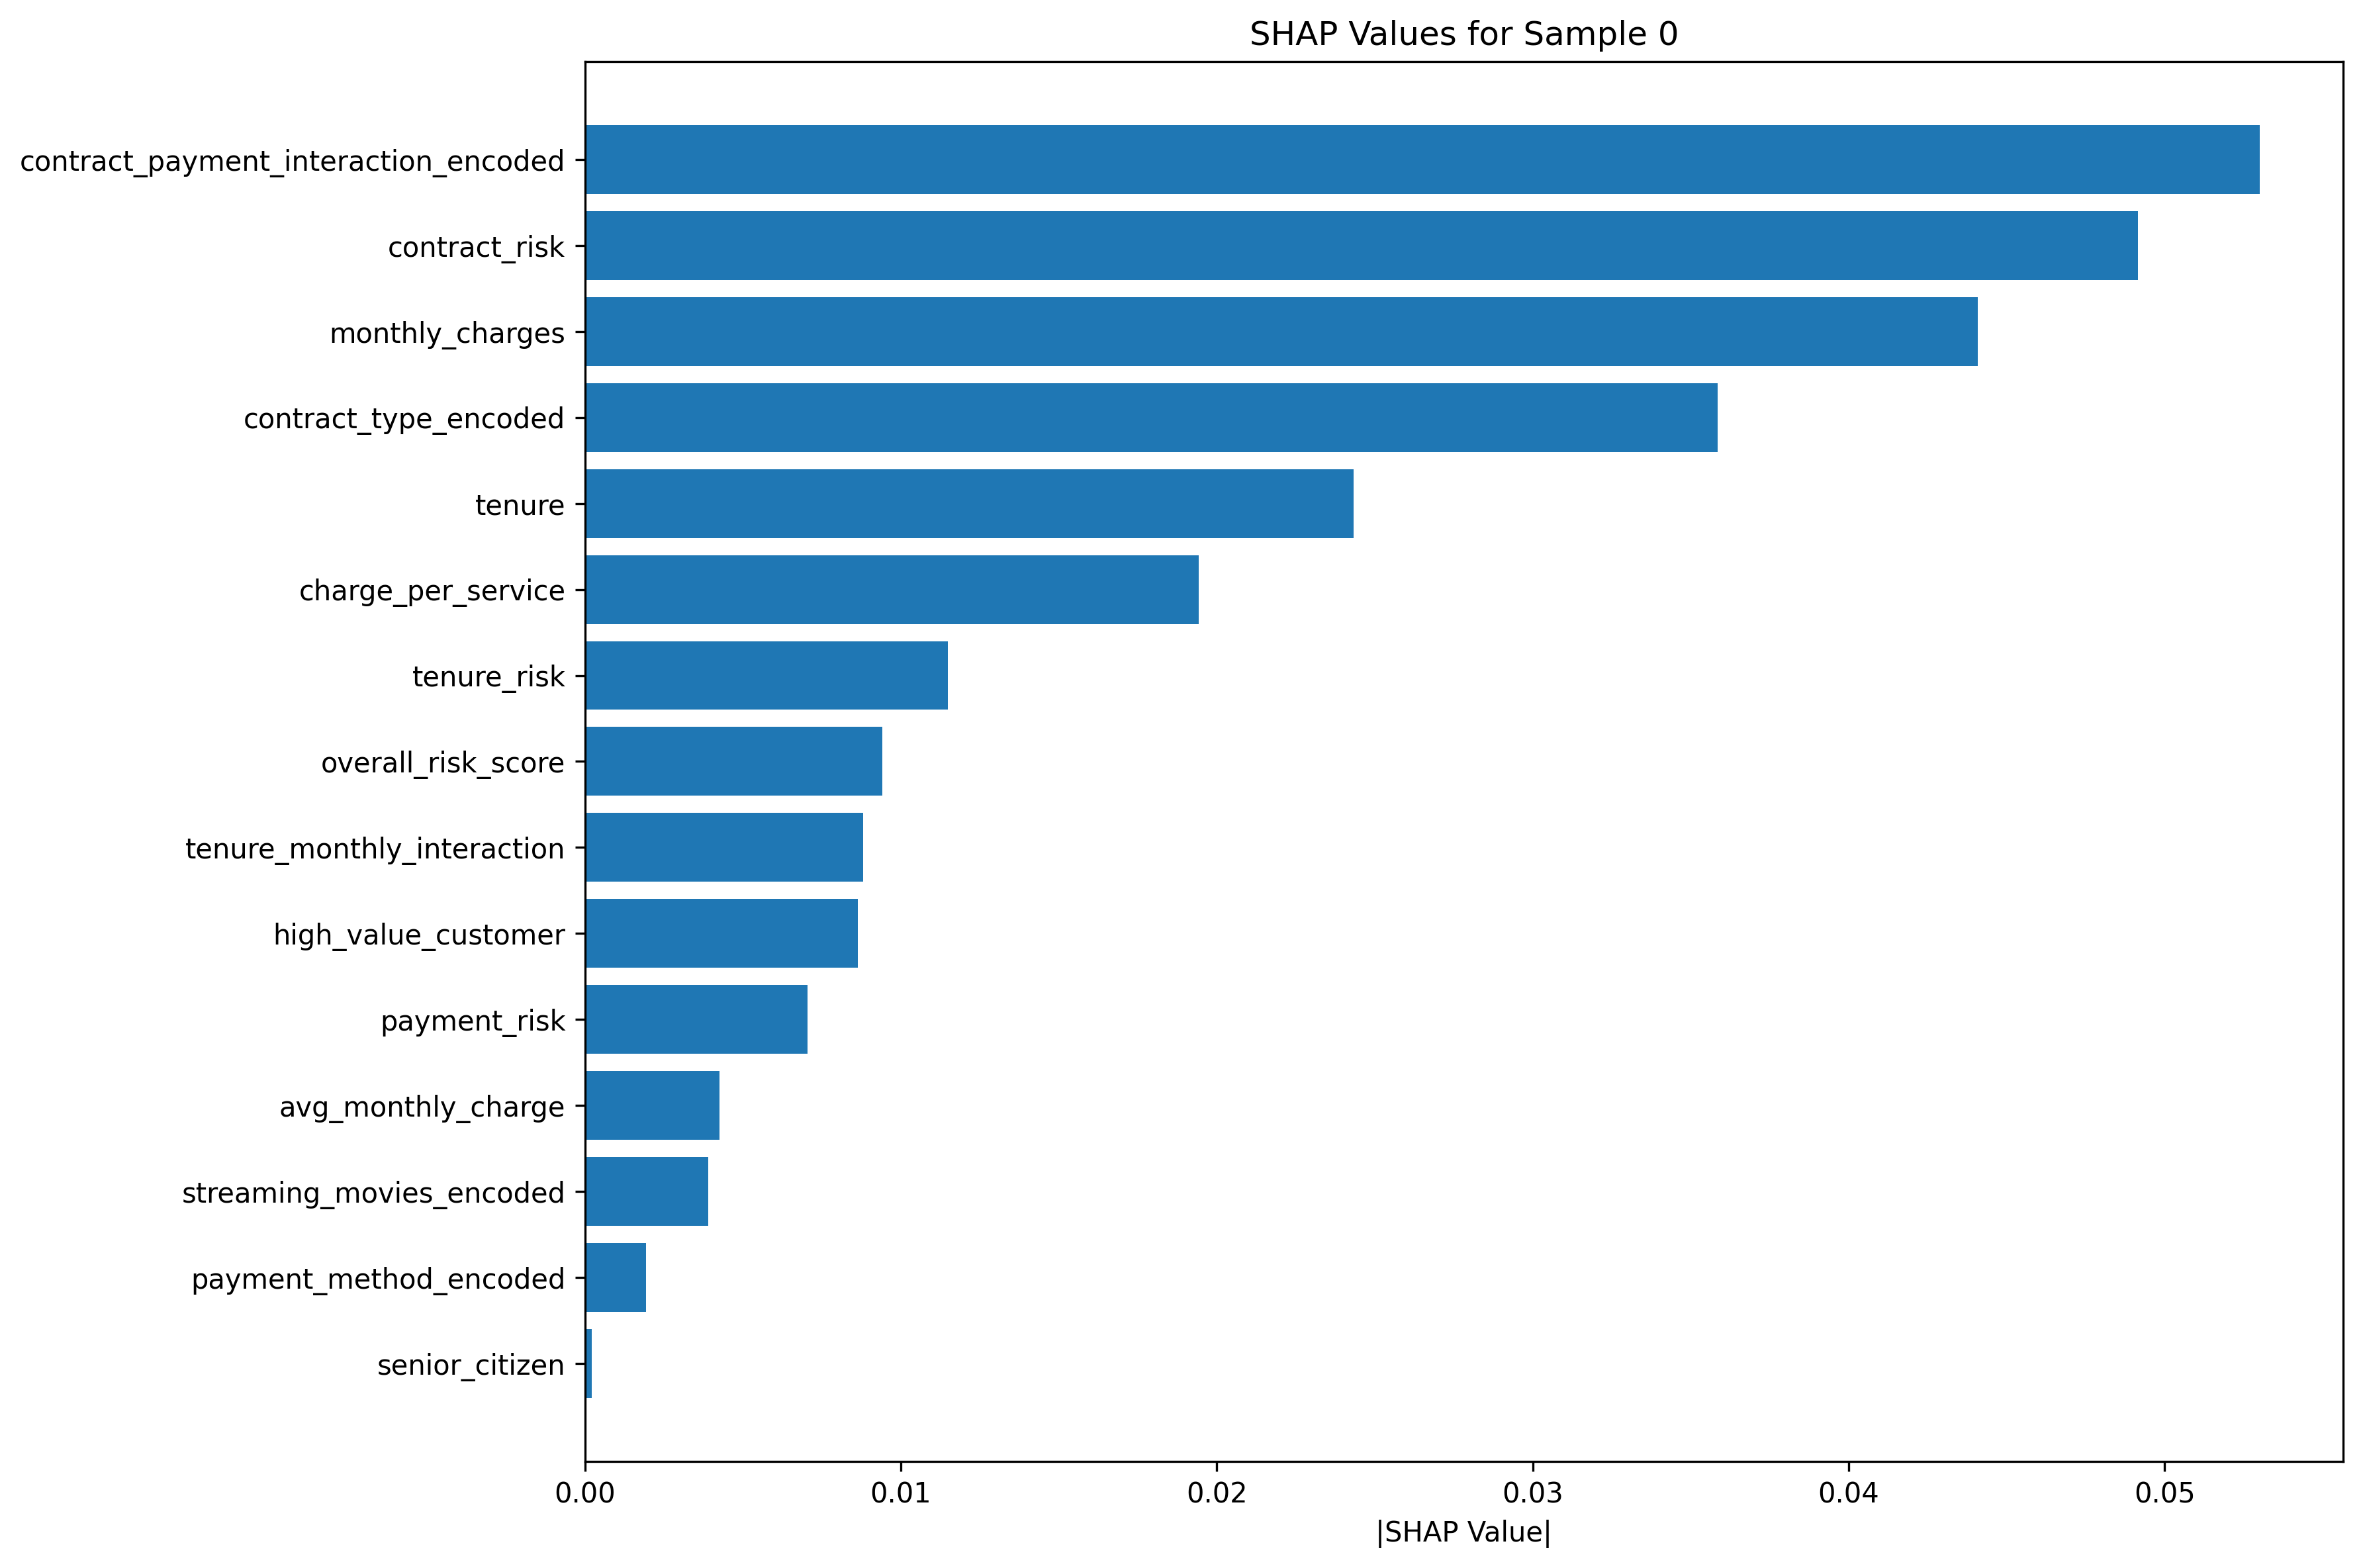 SHAP Values for Sample 0
contract_payment_interaction_encoded
contract_risk
monthly_charges
contract_type_encoded
tenure
charge_per_service
tenure_risk
overall_risk_score
tenure_monthly_interaction
high_value_customer
payment_risk
avg_monthly_charge
streaming_movies_encoded
payment_method_encoded
senior_citizen
0.00 0.01 0.02 0.03 0.04 0.05
|SHAP Value|